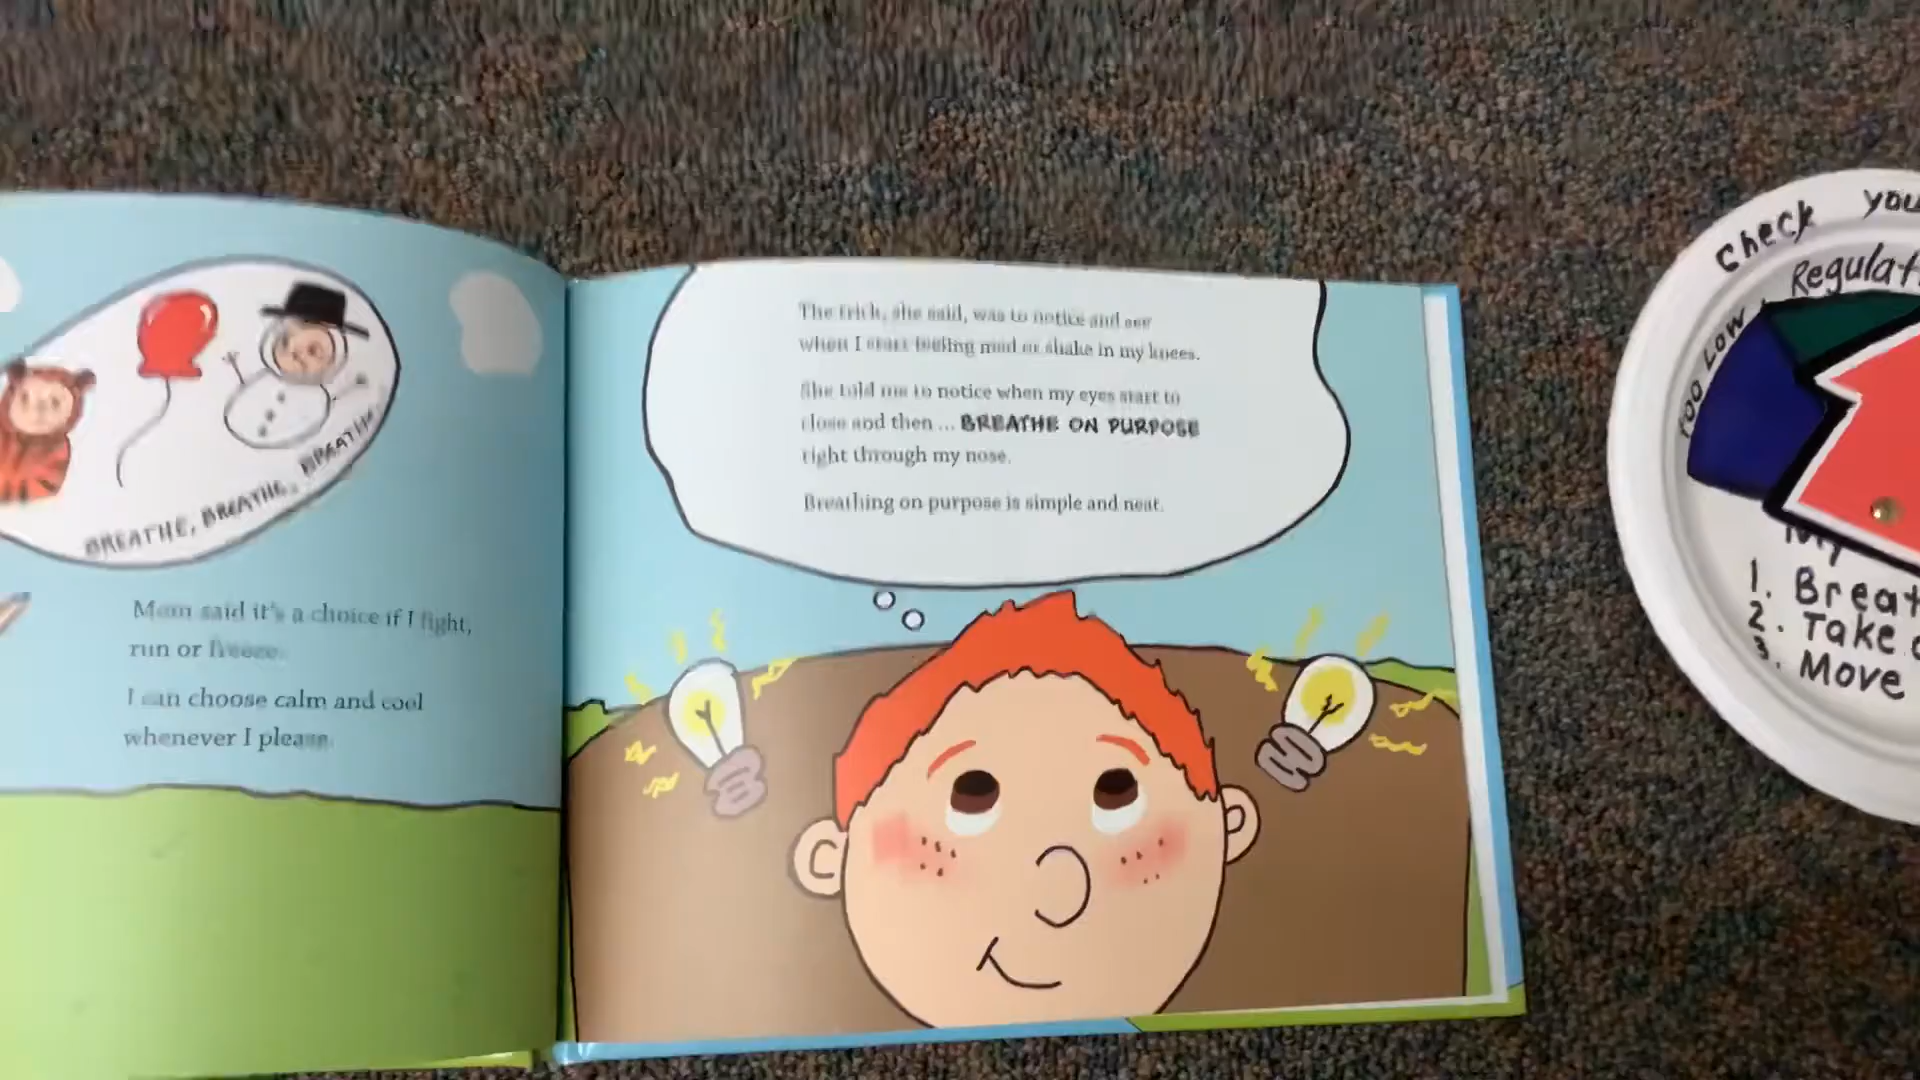 BREATHE, BREATHE, BREATHE
Mom said it's a choice if I fight,
run or freeze.
I can choose calm and cool
whenever I please.
The trick, she said, was to notice and see
when I start feeling mad or shake in my knees.
She told me to notice when my eyes start to
close and then ... BREATHE ON PURPOSE
right through my nose.
Breathing on purpose is simple and neat.
Check you
Regulat
TOO LOW
My
1. Breat
2. Take
3. Move